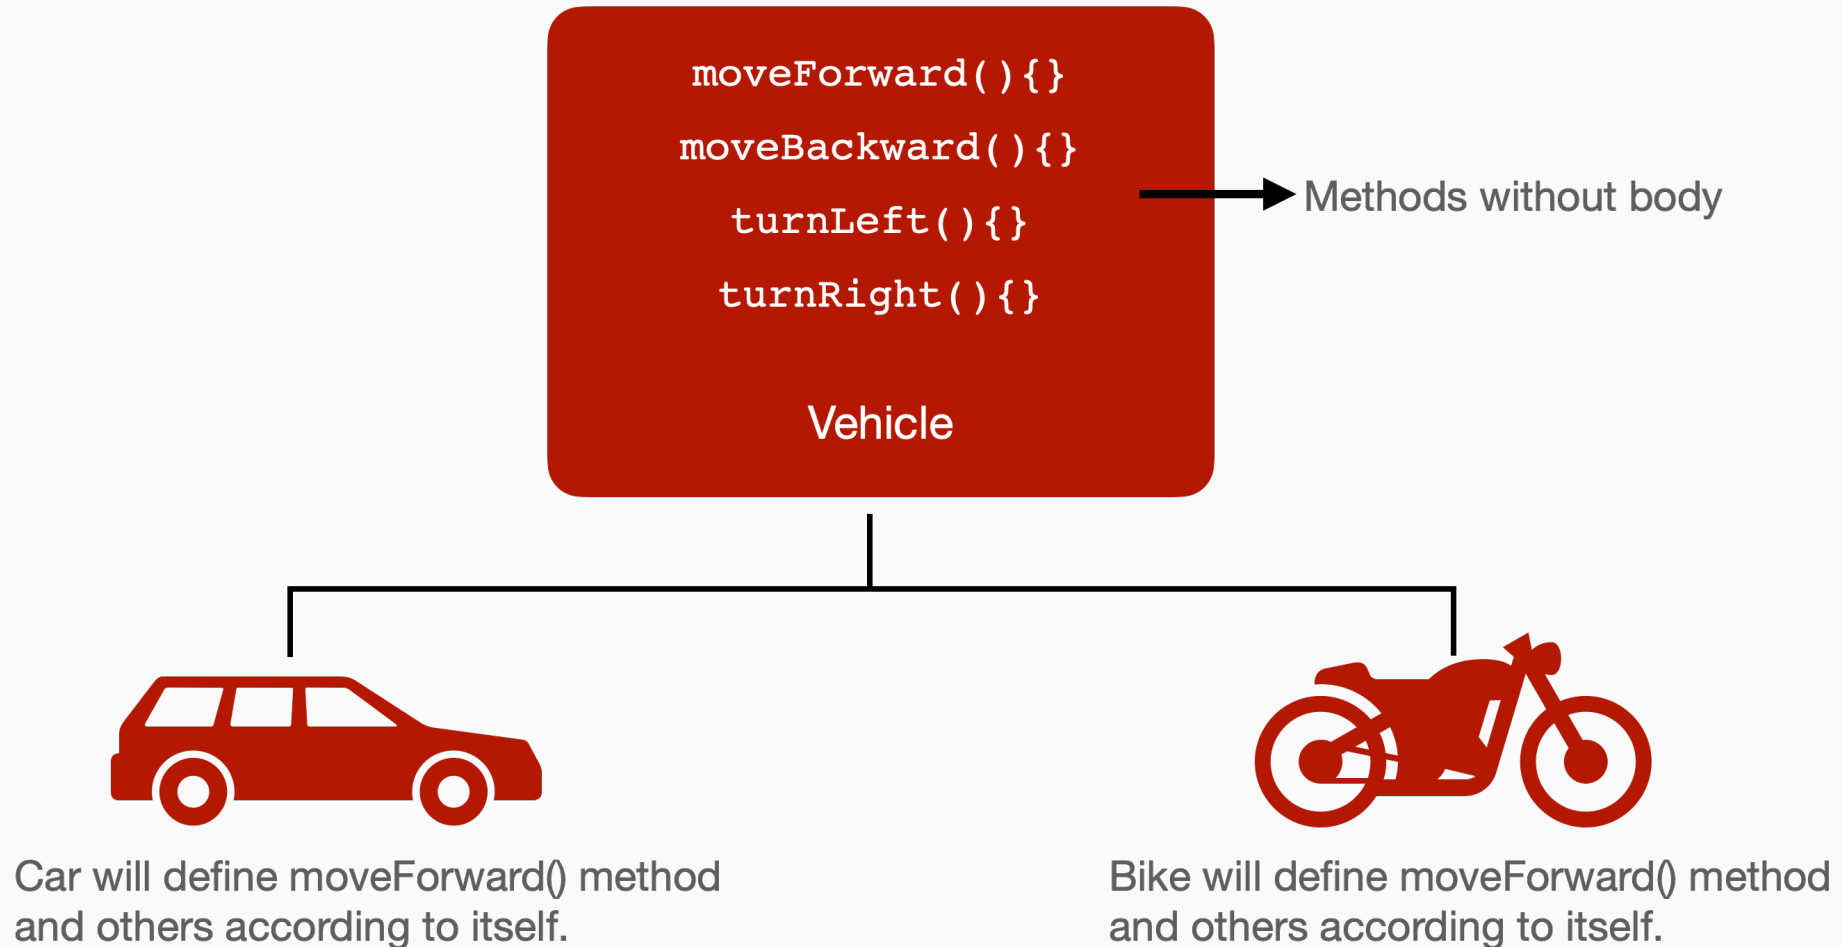 moveForward(){}
moveBackward(){}
turnLeft(){}
turnRight(){}
Methods without body
Vehicle
Car will define moveForward() method
and others according to itself.
Bike will define moveForward() method
and others according to itself.